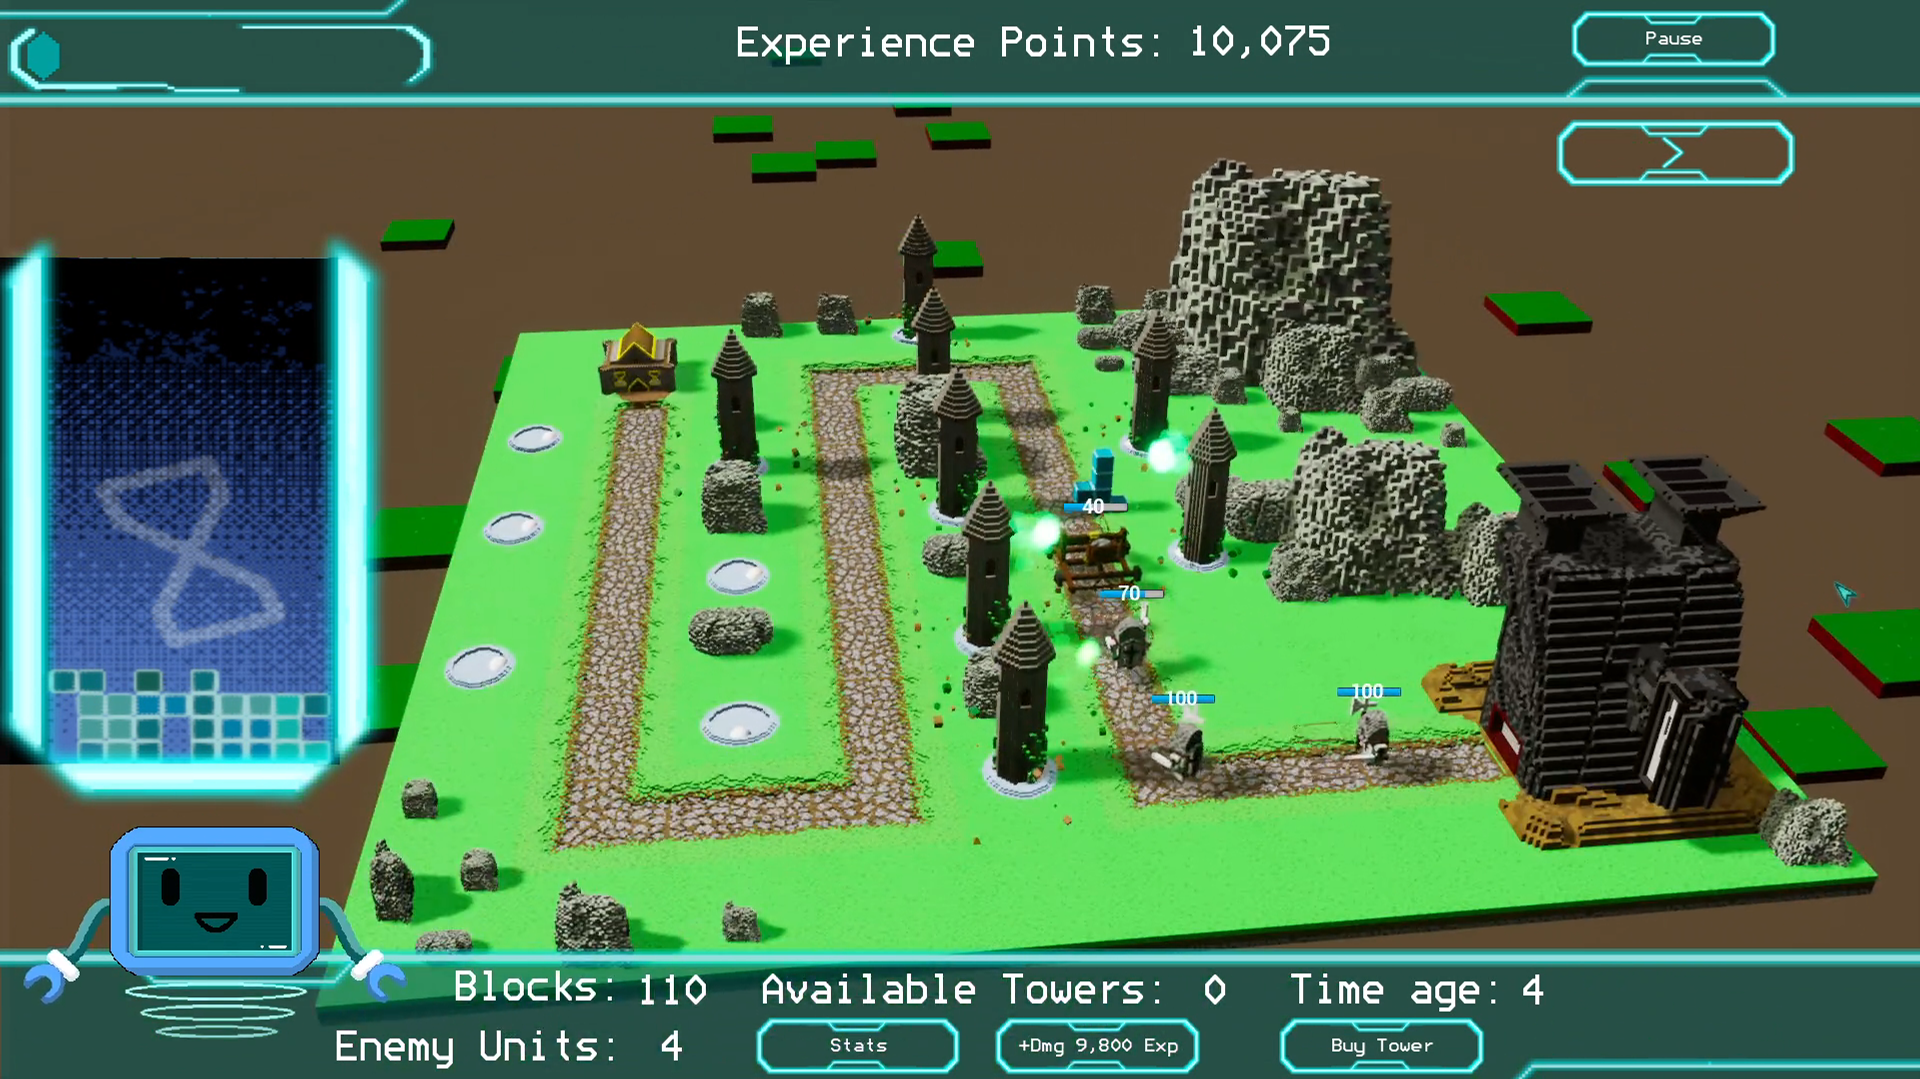 Experience Points: 10,075
Pause
40
70
100
100
Blocks: 110
Available Towers: 0
Time age: 4
Enemy Units: 4
Stats
+Dmg 9,800 Exp
Buy Tower